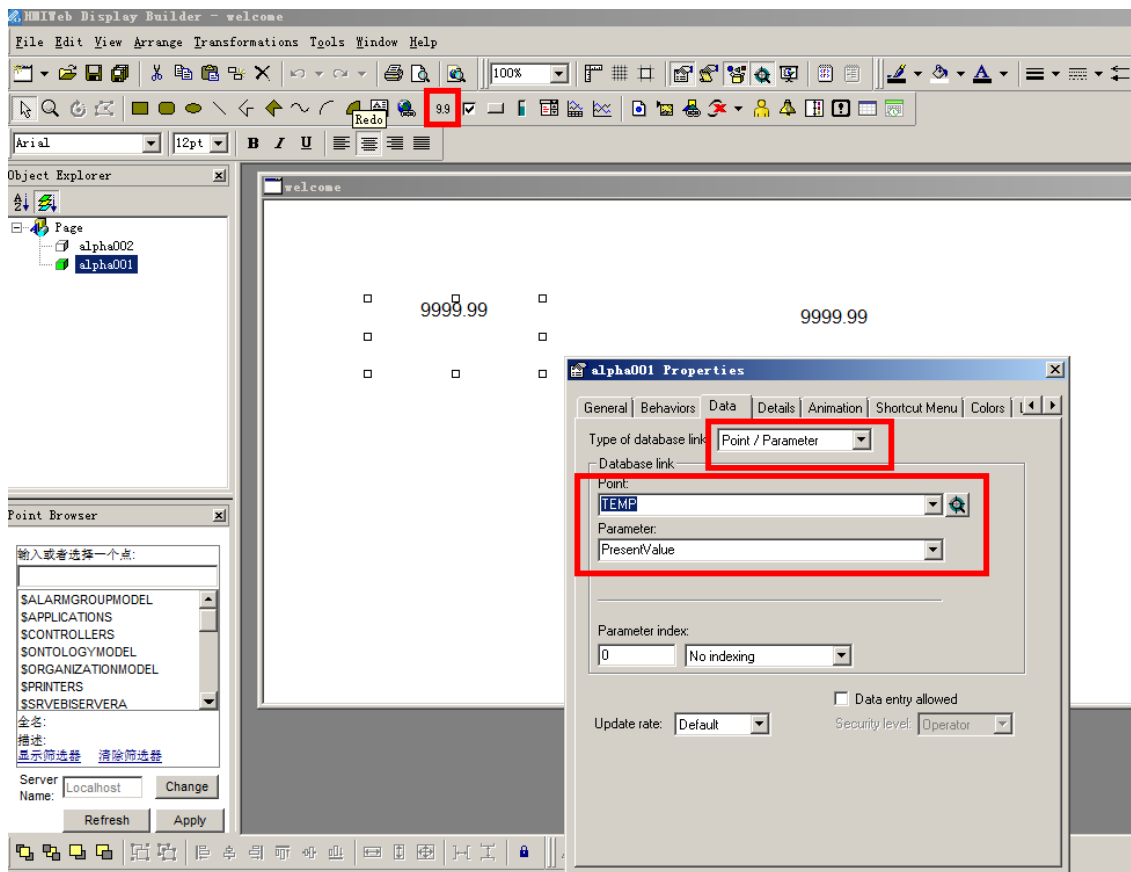 HMIWeb Display Builder - welcome
File Edit View Arrange Transformations Tools Window Help
100%
9.9
Redo
Arial 12pt B I U
Object Explorer
Page
alpha002
alpha001
welcome
9999.99
9999.99
Point Browser
输入或者选择一个点:
$ALARMGROUPMODEL
$APPLICATIONS
$CONTROLLERS
$ONTOLOGYMODEL
$ORGANIZATIONMODEL
$PRINTERS
$SRVEBISERVERA
全名:
描述:
显示筛选器 清除筛选器
Server Name: Localhost Change
Refresh Apply
alpha001 Properties
General Behaviors Data Details Animation Shortcut Menu Colors
Type of database link Point / Parameter
Database link
Point:
TEMP
Parameter:
PresentValue
Parameter index:
0 No indexing
Data entry allowed
Update rate: Default Security level: Operator